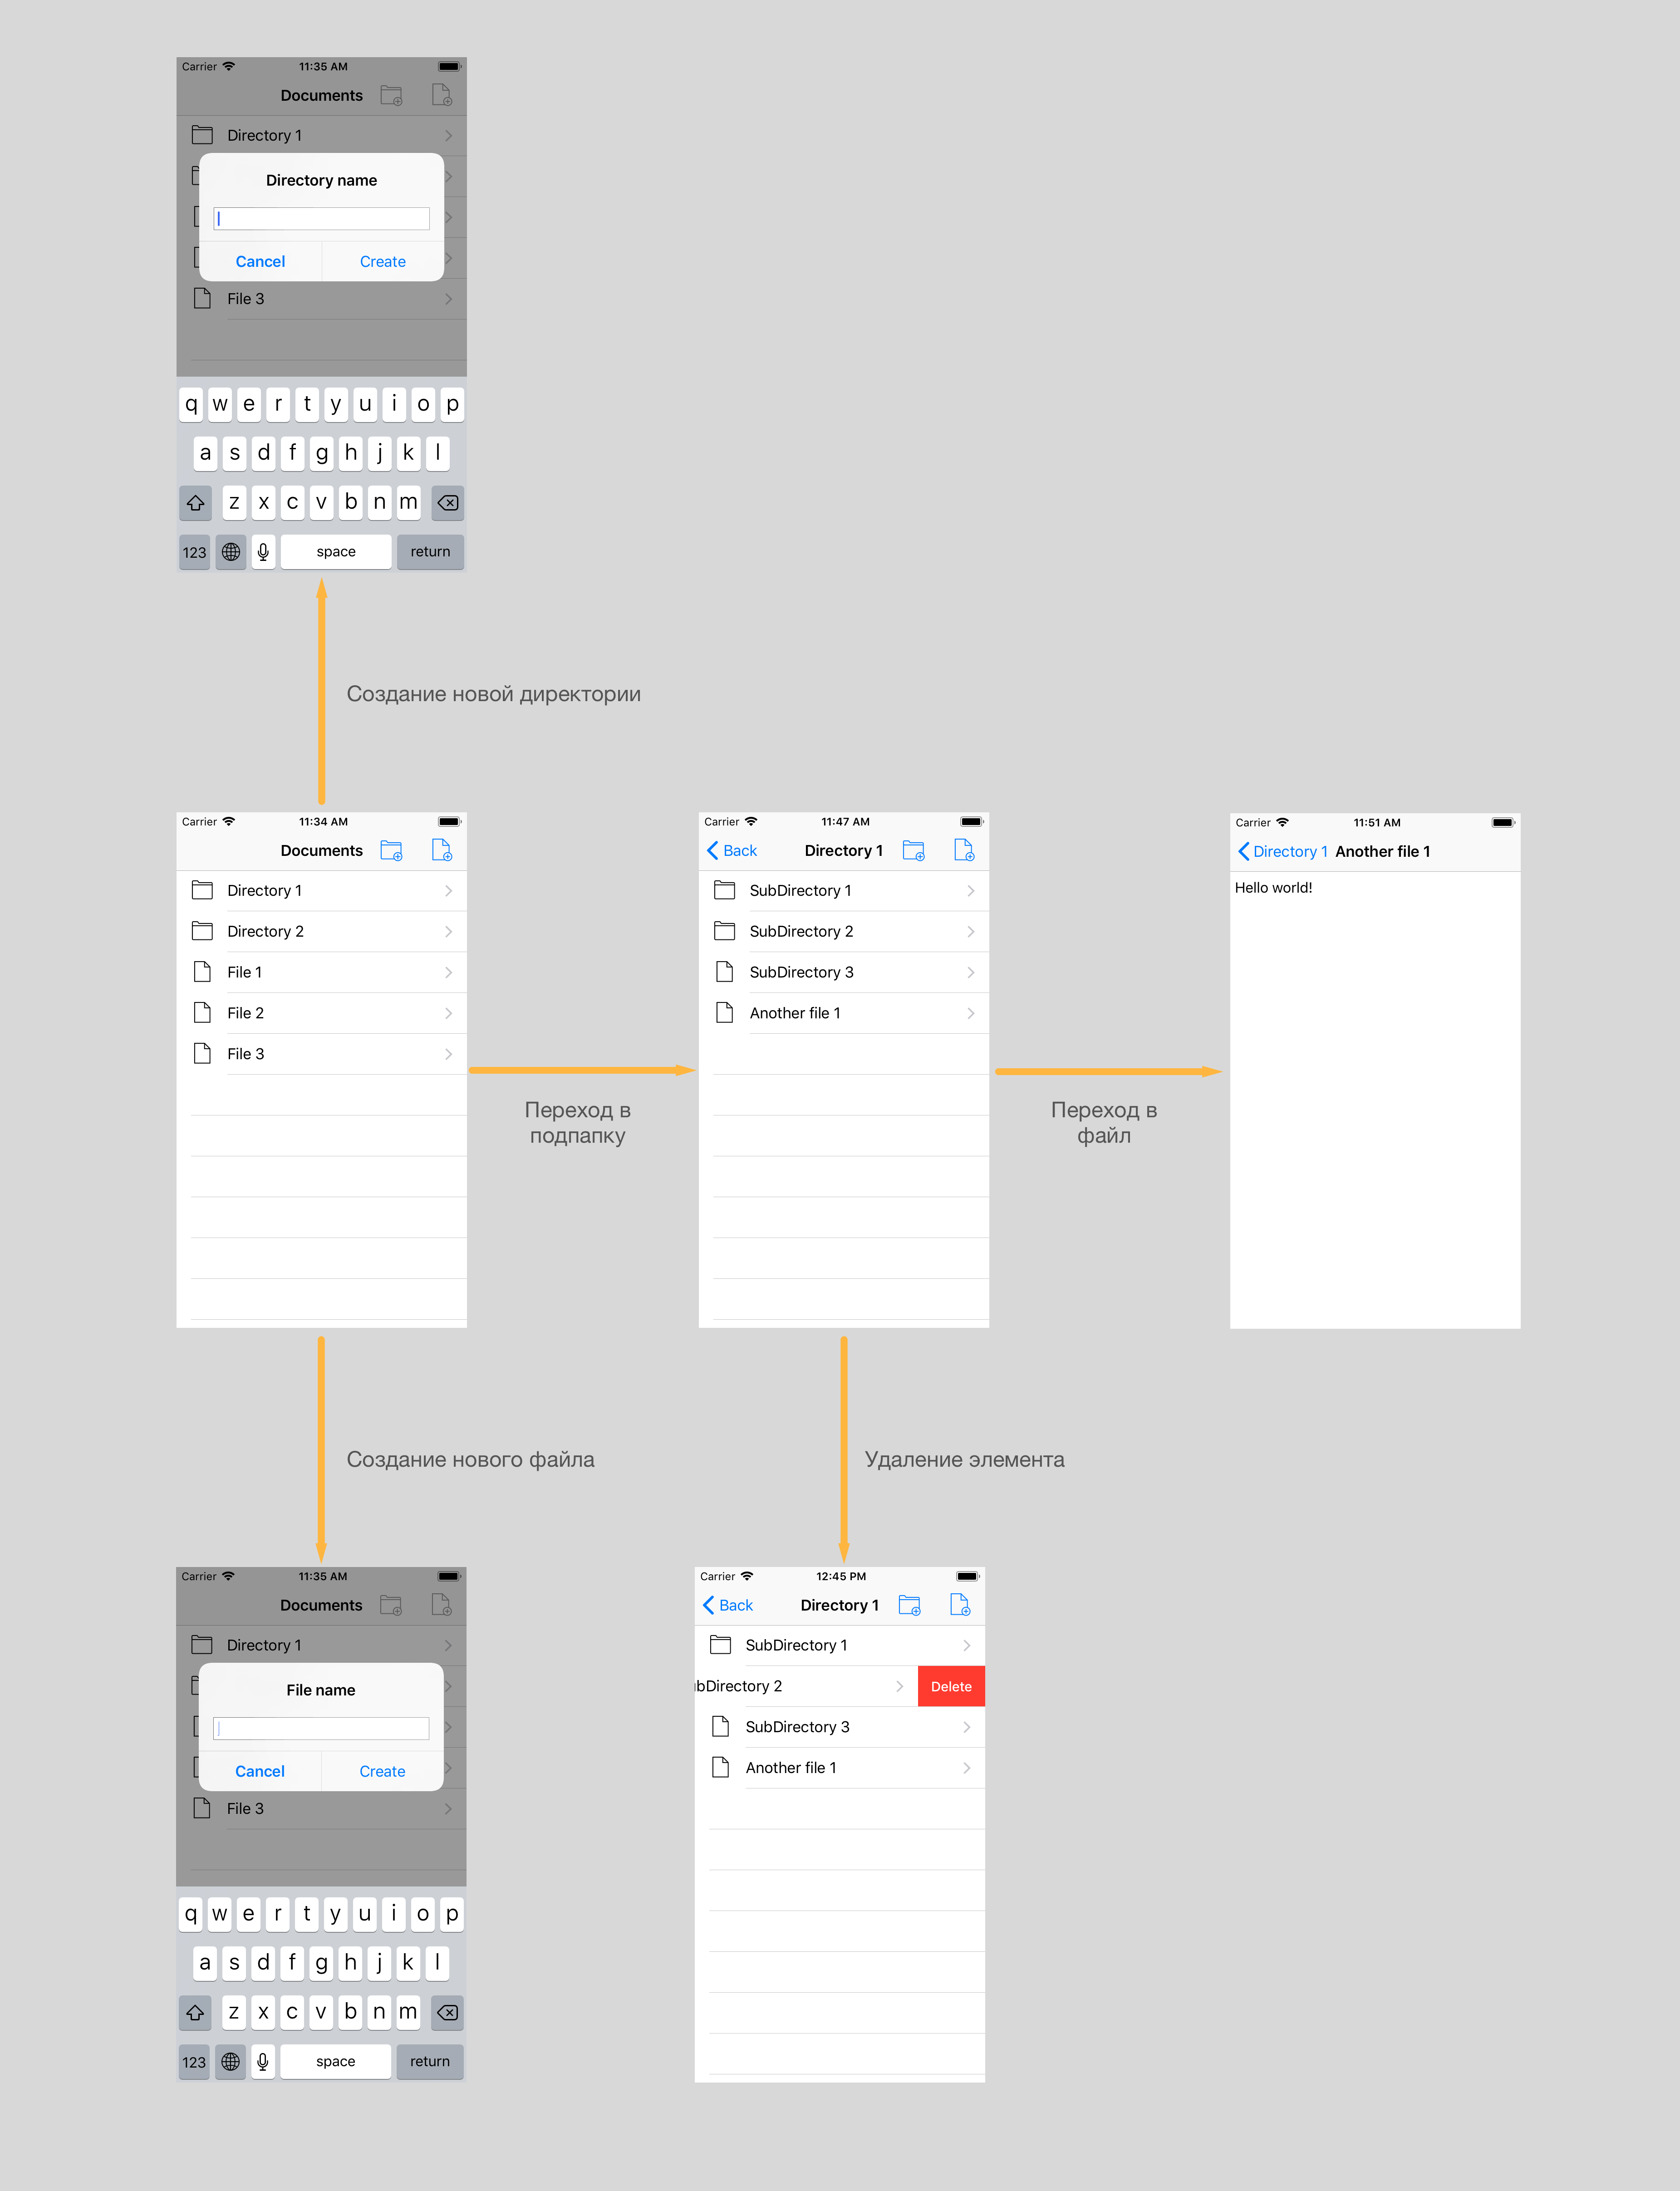 Carrier 11:35 AM
Documents
Directory 1
Directory name
Cancel Create
File 3
q w e r t y u i o p
a s d f g h j k l
z x c v b n m
123 space return
Создание новой директории
Carrier 11:34 AM
Documents
Directory 1
Directory 2
File 1
File 2
File 3
Переход в
подпапку
Carrier 11:47 AM
Back Directory 1
SubDirectory 1
SubDirectory 2
SubDirectory 3
Another file 1
Переход в
файл
Carrier 11:51 AM
Directory 1 Another file 1
Hello world!
Создание нового файла
Удаление элемента
Carrier 11:35 AM
Documents
Directory 1
File name
Cancel Create
File 3
q w e r t y u i o p
a s d f g h j k l
z x c v b n m
123 space return
Carrier 12:45 PM
Back Directory 1
SubDirectory 1
bDirectory 2 Delete
SubDirectory 3
Another file 1